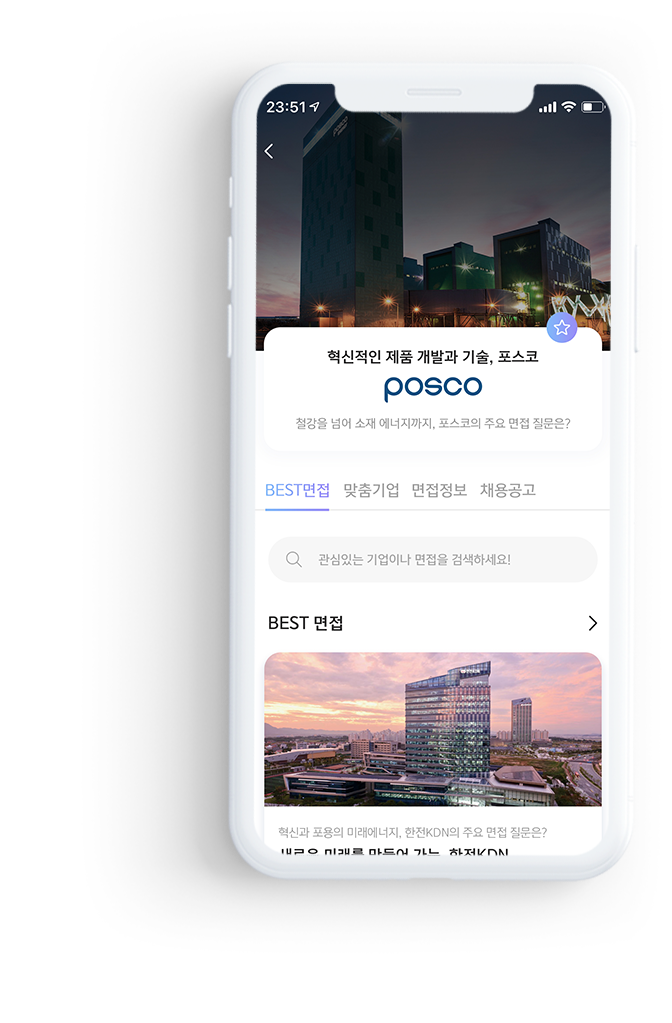 23:51
posco
혁신적인 제품 개발과 기술, 포스코
posco
철강을 넘어 소재 에너지까지, 포스코의 주요 면접 질문은?
BEST면접 맞춤기업 면접정보 채용공고
관심있는 기업이나 면접을 검색하세요!
BEST 면접
혁신과 포용의 미래에너지, 한전KDN의 주요 면접 질문은?
새로운 미래를 만들어 가는, 한전KDN